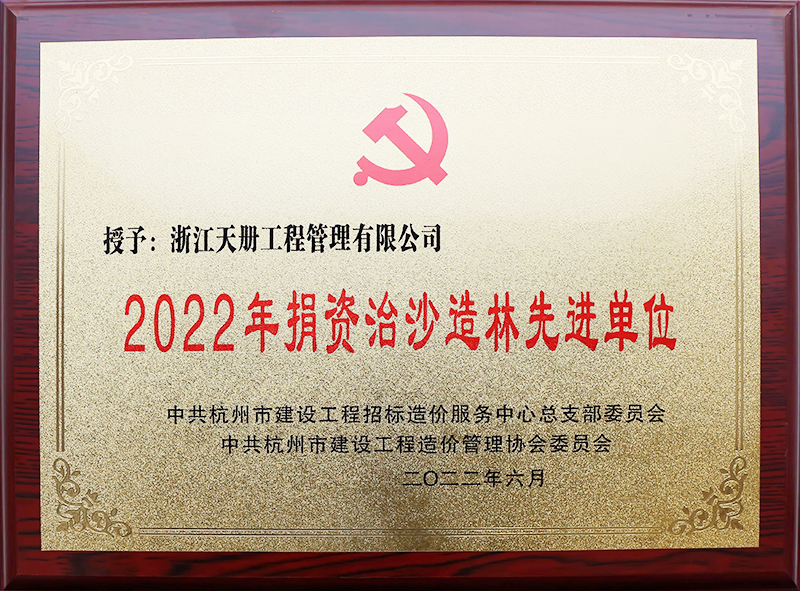 授予：浙江天册工程管理有限公司
2022年捐资治沙造林先进单位
中共杭州市建设工程招标造价服务中心总支部委员会
中共杭州市建设工程造价管理协会委员会
二〇二二年六月